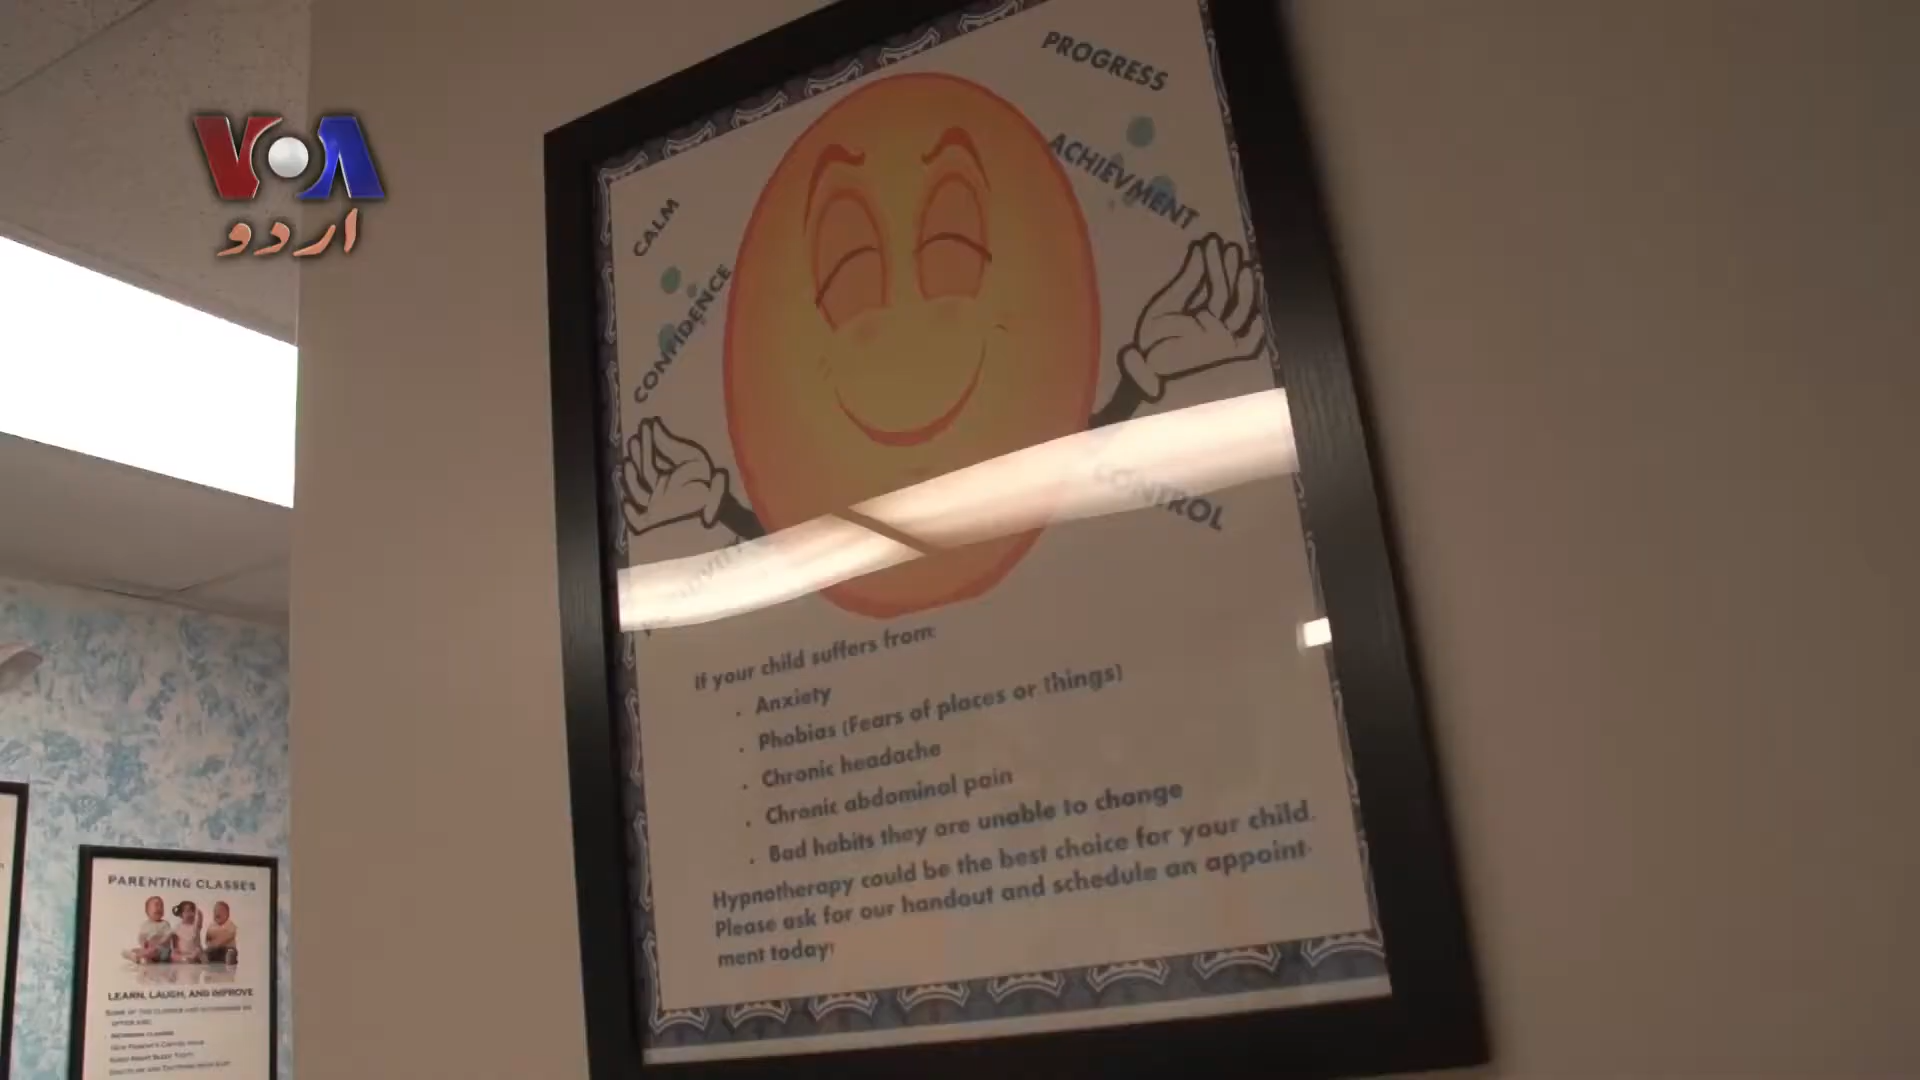 VOA
اردو
PROGRESS
ACHIEVMENT
CALM
CONFIDENCE
CONTROL
If your child suffers from:
. Anxiety
. Phobias (Fears of places or things)
. Chronic headache
. Chronic abdominal pain
. Bad habits they are unable to change
Hypnotherapy could be the best choice for your child.
Please ask for our handout and schedule an appoint-
ment today!
PARENTING CLASSES
LEARN, LAUGH, AND IMPROVE